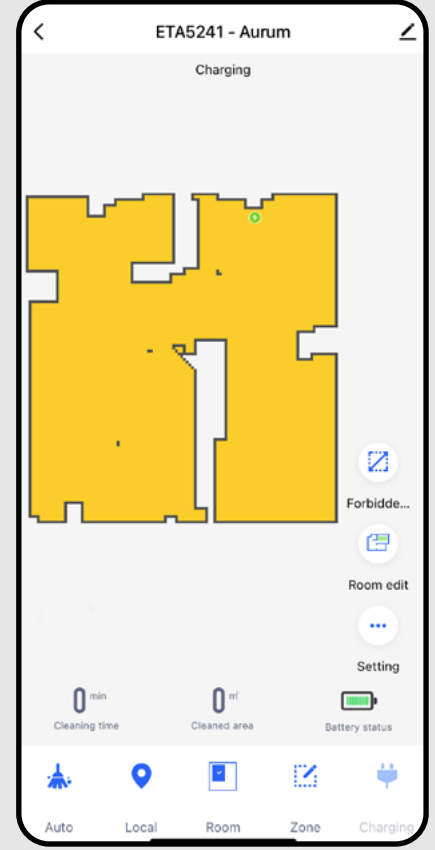 ETA5241 - Aurum
Charging
Forbidde...
Room edit
Setting
0 min
0 ㎡
Cleaning time
Cleaned area
Battery status
Auto
Local
Room
Zone
Charging